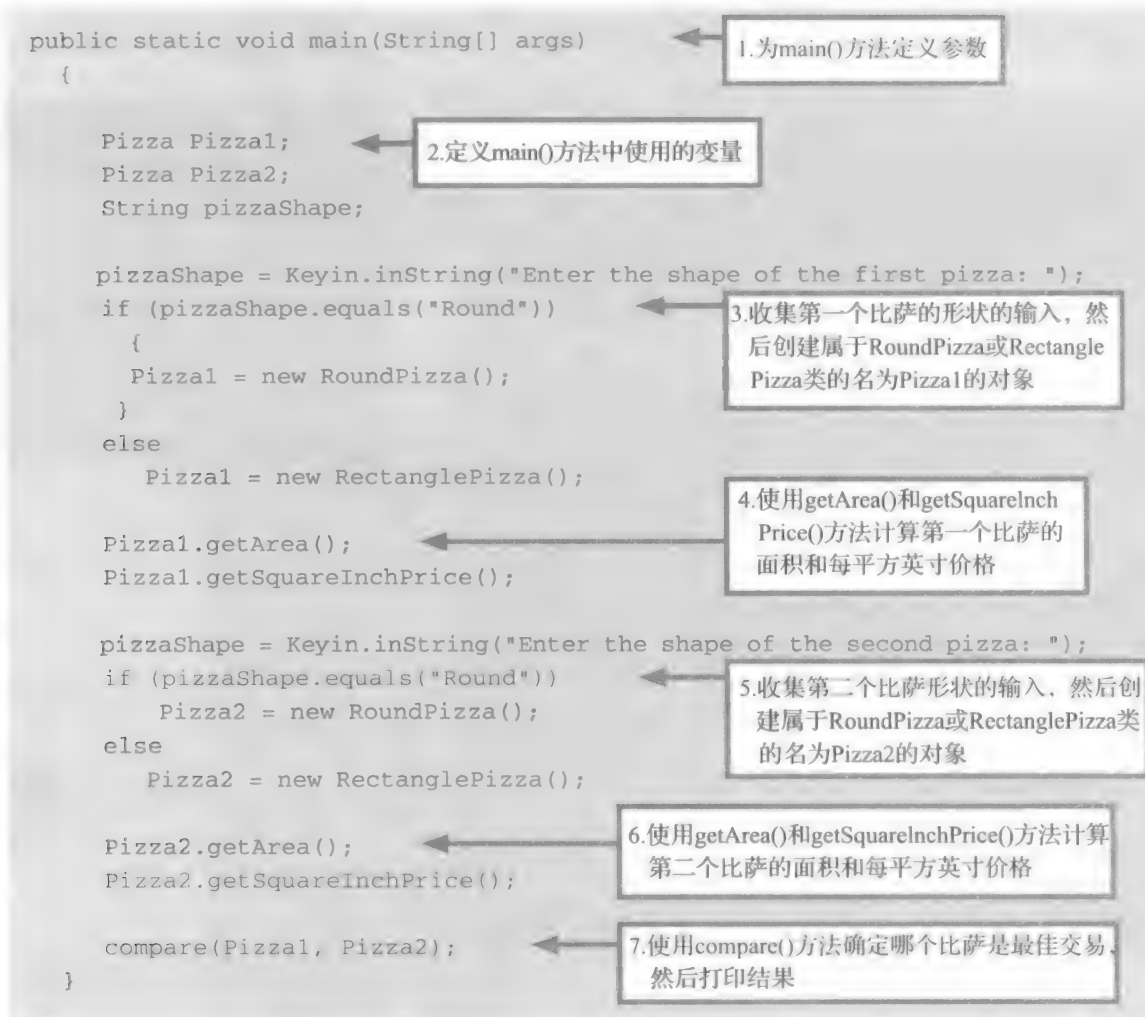 public static void main(String[] args)
1.为main()方法定义参数
{
Pizza Pizza1;
2.定义main()方法中使用的变量
Pizza Pizza2;
String pizzaShape;
pizzaShape = Keyin.inString("Enter the shape of the first pizza: ");
if (pizzaShape.equals("Round"))
3.收集第一个比萨的形状的输入，然
后创建属于RoundPizza或Rectangle
Pizza类的名为Pizza1的对象
{
Pizza1 = new RoundPizza();
}
else
Pizza1 = new RectanglePizza();
4.使用getArea()和getSquareInch
Price()方法计算第一个比萨的
面积和每平方英寸价格
Pizza1.getArea();
Pizza1.getSquareInchPrice();
pizzaShape = Keyin.inString("Enter the shape of the second pizza: ");
if (pizzaShape.equals("Round"))
5.收集第二个比萨形状的输入，然后创
建属于RoundPizza或RectanglePizza类
的名为Pizza2的对象
Pizza2 = new RoundPizza();
else
Pizza2 = new RectanglePizza();
6.使用getArea()和getSquareInchPrice()方法计算
第二个比萨的面积和每平方英寸价格
Pizza2.getArea();
Pizza2.getSquareInchPrice();
compare(Pizza1, Pizza2);
7.使用compare()方法确定哪个比萨是最佳交易，
然后打印结果
}